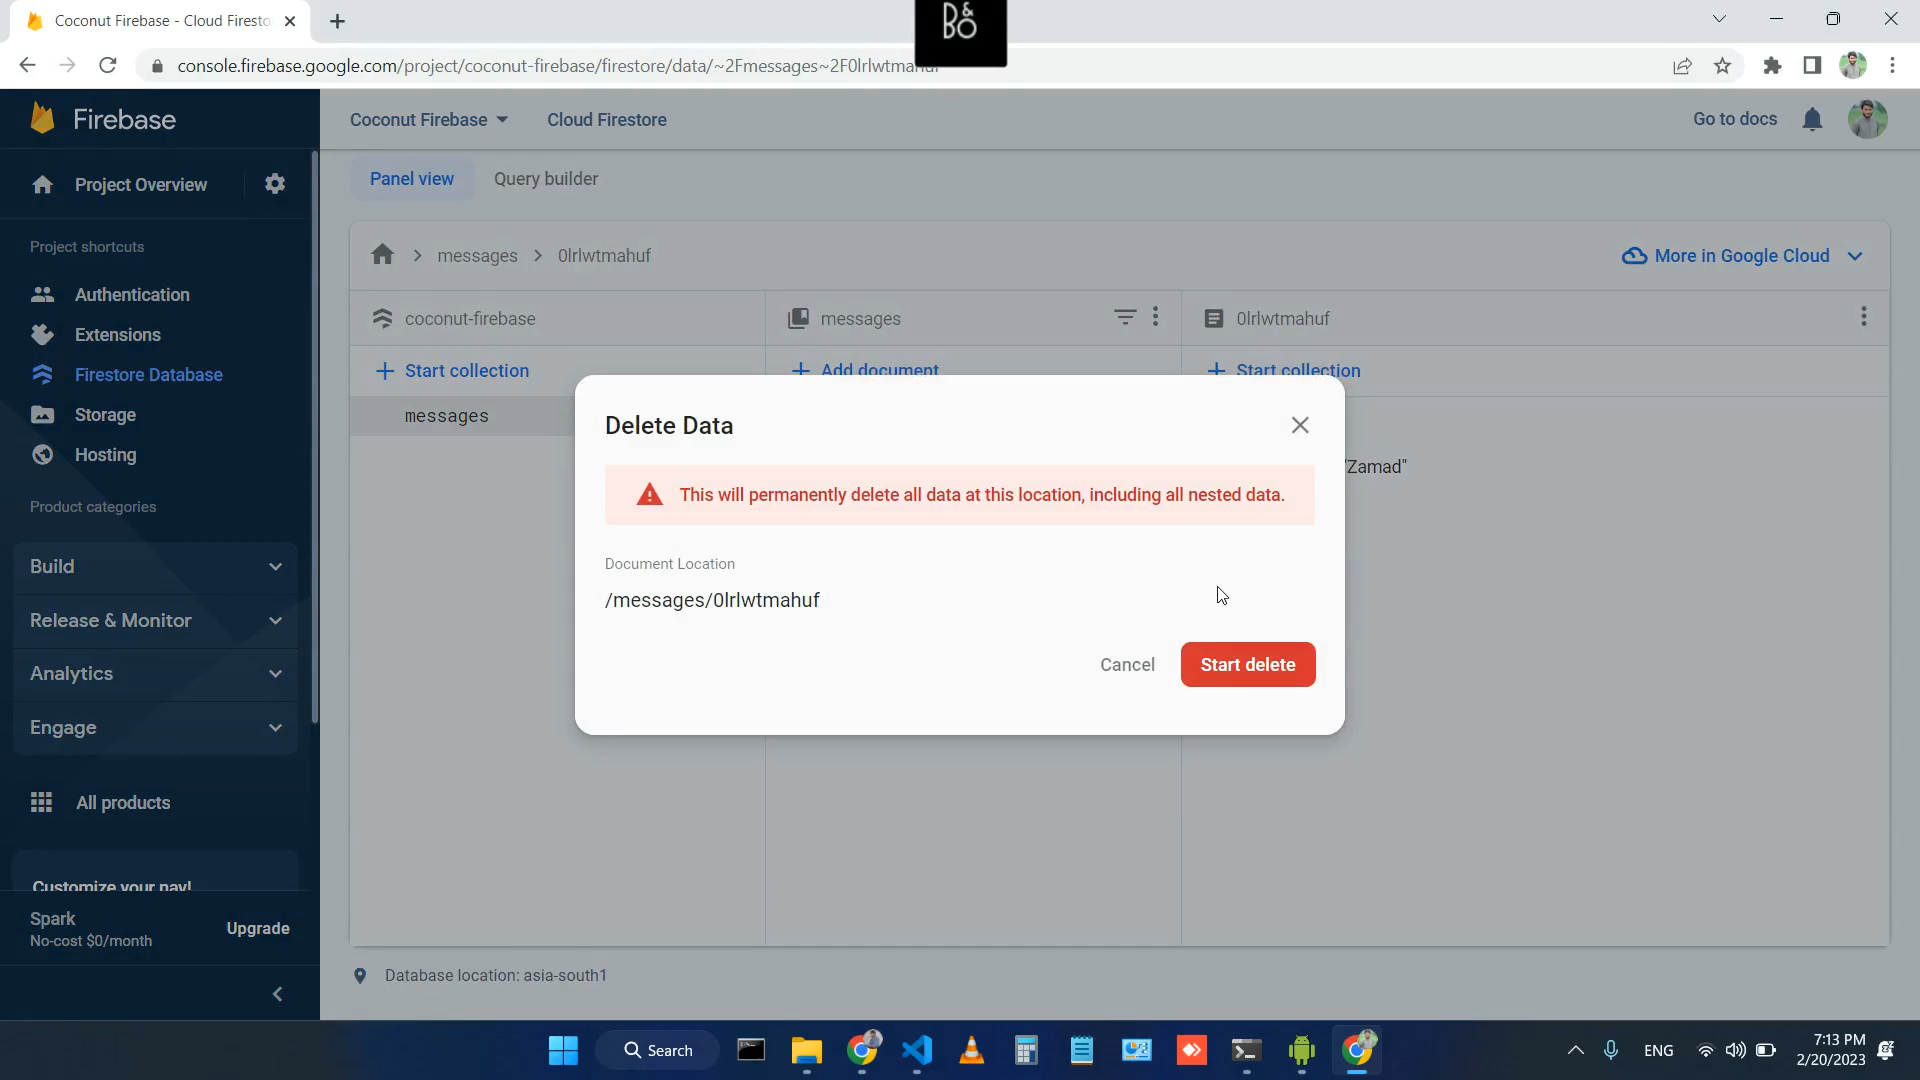 Coconut Firebase - Cloud Firesto
B&O
console.firebase.google.com/project/coconut-firebase/firestore/data/~2Fmessages~2F0lrlwtmahuf
Firebase
Coconut Firebase
Cloud Firestore
Go to docs
Project Overview
Panel view
Query builder
Project shortcuts
messages
0lrlwtmahuf
More in Google Cloud
Authentication
Extensions
Firestore Database
Storage
Hosting
coconut-firebase
messages
0lrlwtmahuf
Start collection
Add document
Start collection
messages
"Zamad"
Delete Data
This will permanently delete all data at this location, including all nested data.
Document Location
/messages/0lrlwtmahuf
Cancel
Start delete
Product categories
Build
Release & Monitor
Analytics
Engage
All products
Customize your nav!
Spark
No-cost $0/month
Upgrade
Database location: asia-south1
Search
ENG
7:13 PM
2/20/2023